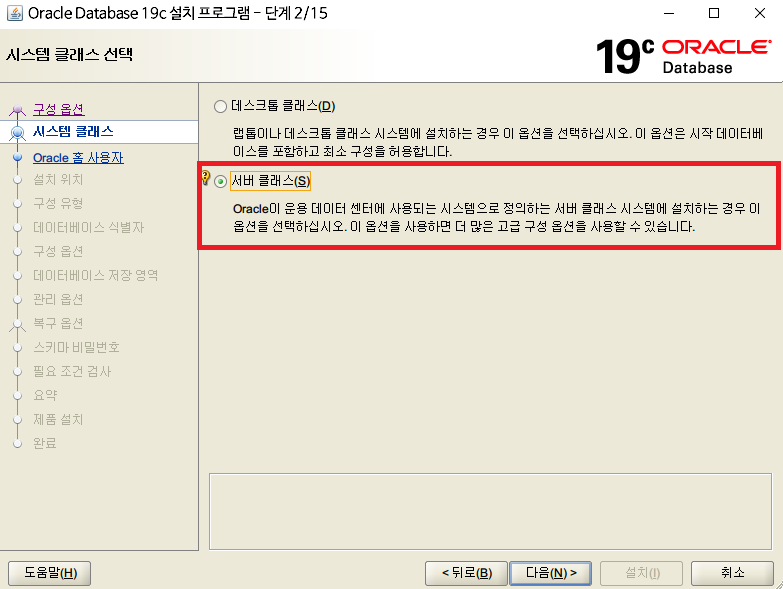 Oracle Database 19c 설치 프로그램 – 단계 2/15
시스템 클래스 선택
19c ORACLE
Database
구성 옵션
시스템 클래스
Oracle 홈 사용자
설치 위치
구성 유형
데이터베이스 식별자
구성 옵션
데이터베이스 저장 영역
관리 옵션
복구 옵션
스키마 비밀번호
필요 조건 검사
요약
제품 설치
완료
데스크톱 클래스(D)
랩톱이나 데스크톱 클래스 시스템에 설치하는 경우 이 옵션을 선택하십시오. 이 옵션은 시작 데이터베
이스를 포함하고 최소 구성을 허용합니다.
서버 클래스(S)
Oracle이 운용 데이터 센터에 사용되는 시스템으로 정의하는 서버 클래스 시스템에 설치하는 경우 이
옵션을 선택하십시오. 이 옵션을 사용하면 더 많은 고급 구성 옵션을 사용할 수 있습니다.
도움말(H)
< 뒤로(B)
다음(N) >
설치(I)
취소